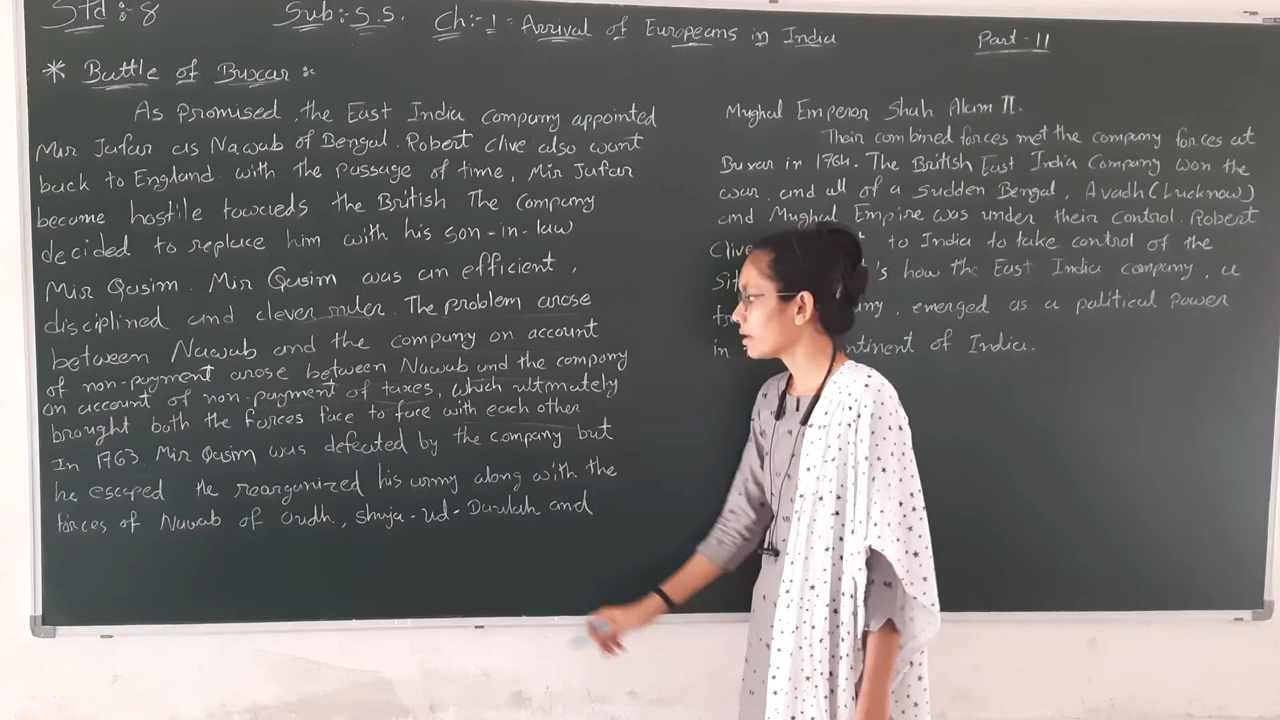 Std :- 8
Sub:- S.S.
Ch:- 1 : Arrival of Europeans in India
Part - 11
* Battle of Buxar :-
As Promised, the East India company appointed
Mir Jafar as Nawab of Bengal. Robert Clive also want
back to England. with the passage of time, Mir Jafar
became hostile towards the British. The company
decided to replace him with his son-in-law
Mir Qasim. Mir Qasim was an efficient,
disciplined and clever ruler. The problem arose
between Nawab and the company on account
of non-payment arose between Nawab and the company
on account of non-payment of taxes, which ultimately
brought both the forces face to face with each other
In 1763. Mir Qasim was defeated by the company but
he escaped He reorganized his army along with the
forces of Nawab of Oudh, Shuja-ud-Daulah and
Mughal Emperor Shah Alam II.
Their combined forces met the company forces at
Buxar in 1764. The British East India Company won the
war and all of a sudden Bengal, Avadh (Lucknow)
and Mughal Empire was under their control. Robert
Clive to India to take control of the
Sit 's how the East India company, a
emerged as a political power
in continent of India.